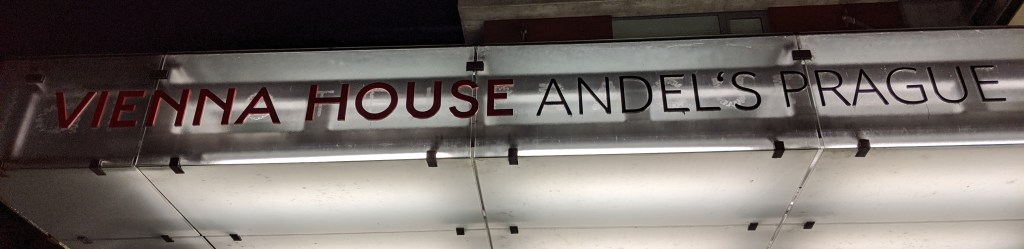 VIENNA HOUSE ANDEL‘S PRAGUE